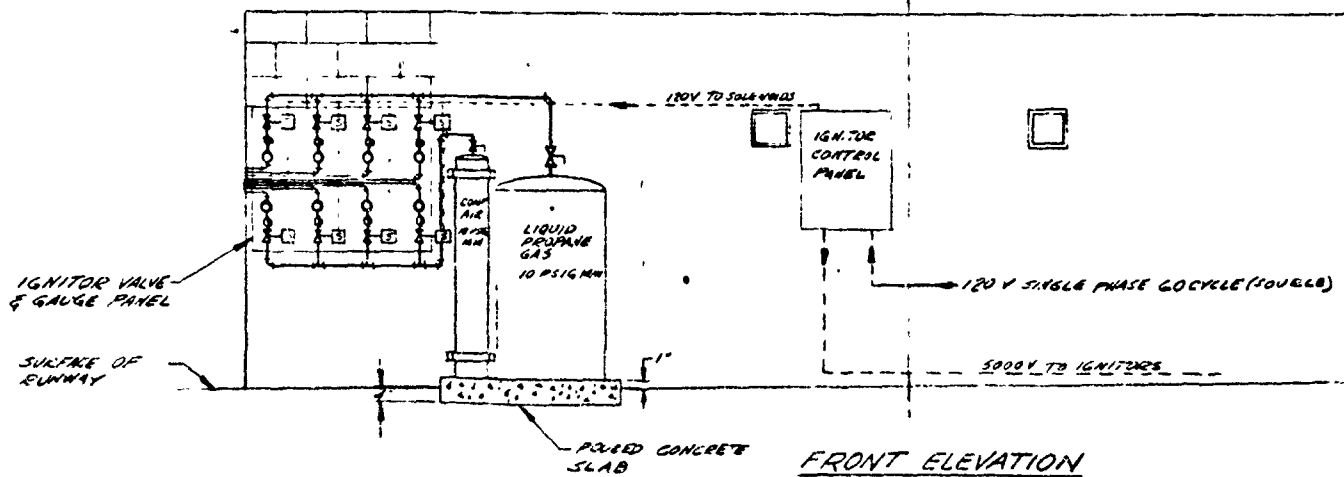 120V TO SOLENOIDS
IGNITOR
CONTROL
PANEL
S
S
S
S
S
S
COMP
AIR
LIQUID
PROPANE
GAS
10 PSIG MIN
IGNITOR VALVE
& GAUGE PANEL
120 V SINGLE PHASE 60 CYCLE (SOURCE)
SURFACE OF
RUNWAY
1"
5000V TO IGNITORS
POURED CONCRETE
SLAB
FRONT ELEVATION